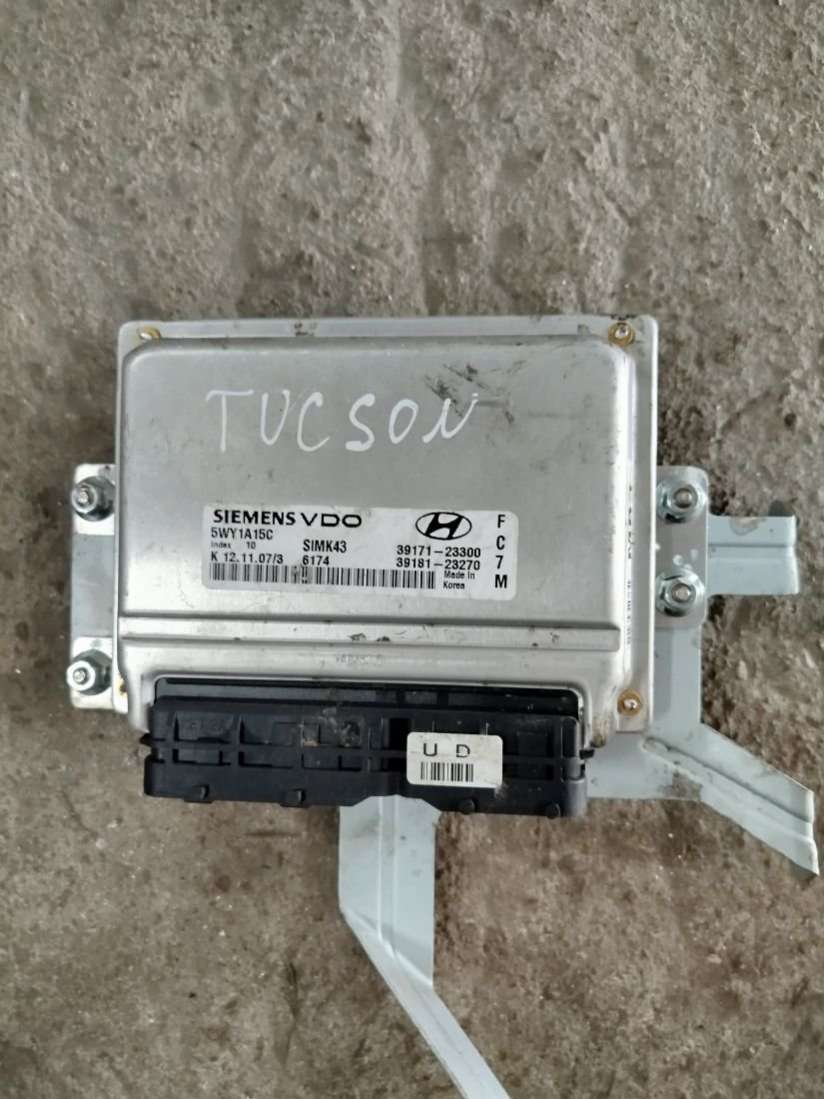 TUCSON
SIEMENS VDO
5WY1A15C
Index 10 SIMK43 39171-23300
K 12.11.07/3 6174 39181-23270
Made in
Korea
F
C
7
M
U D